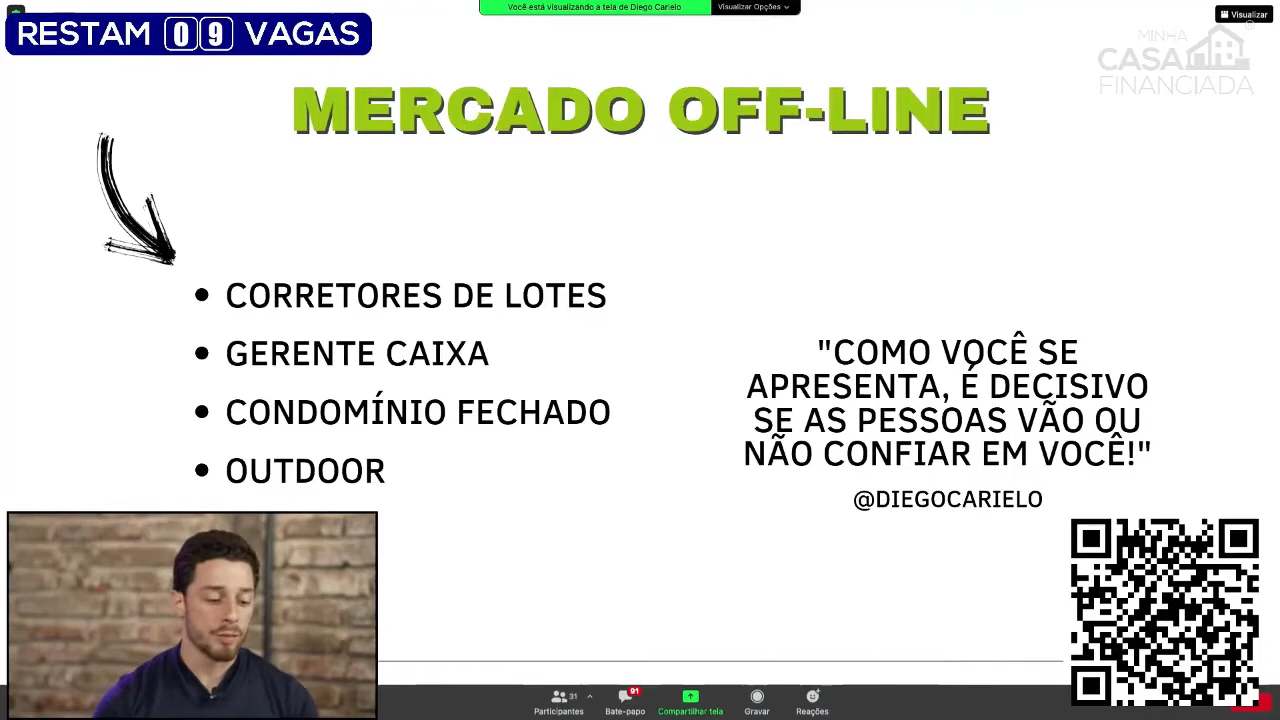 Você está visualizando a tela de Diego Carielo
Visualizar Opções
Visualizar
RESTAM 09 VAGAS
MINHA
CASA
FINANCIADA
MERCADO OFF-LINE
• CORRETORES DE LOTES
• GERENTE CAIXA
• CONDOMÍNIO FECHADO
• OUTDOOR
"COMO VOCÊ SE
APRESENTA, É DECISIVO
SE AS PESSOAS VÃO OU
NÃO CONFIAR EM VOCÊ!"
@DIEGOCARIELO
31
91
Participantes
Bate-papo
Compartilhar tela
Gravar
Reações